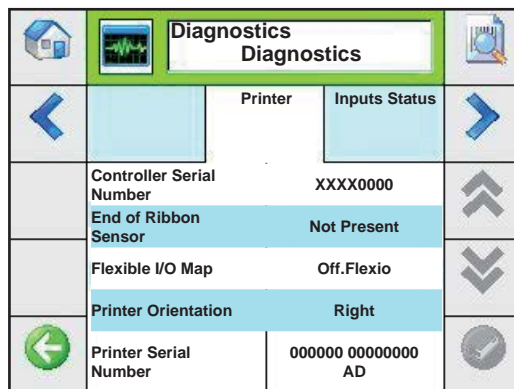 Diagnostics
Diagnostics
Printer
Inputs Status
Controller Serial
Number
XXXX0000
End of Ribbon
Sensor
Not Present
Flexible I/O Map
Off.Flexio
Printer Orientation
Right
Printer Serial
Number
000000 00000000
AD